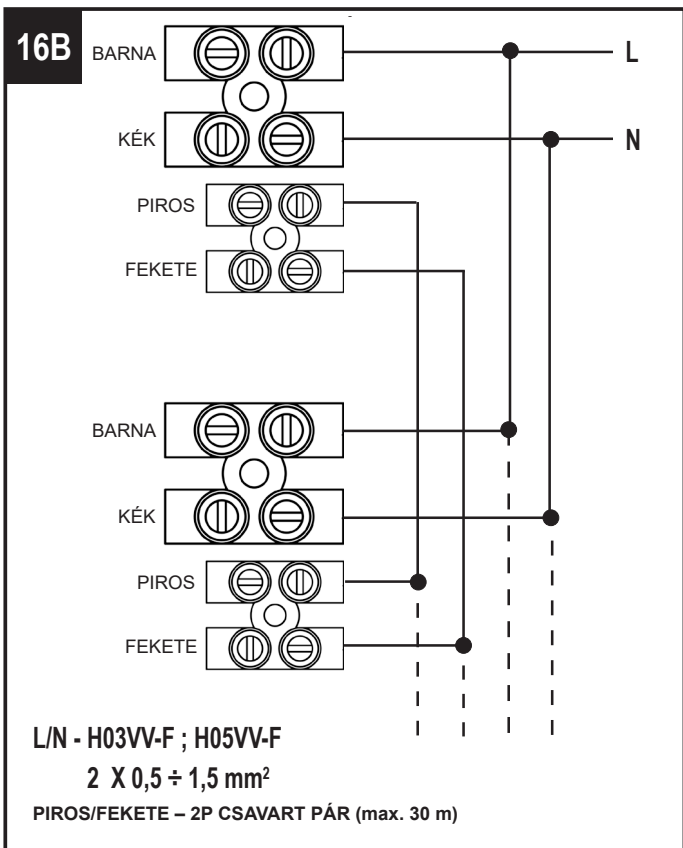 16B
BARNA
L
KÉK
N
PIROS
FEKETE
BARNA
KÉK
PIROS
FEKETE
L/N - H03VV-F ; H05VV-F
2 X 0,5 ÷ 1,5 mm²
PIROS/FEKETE – 2P CSAVART PÁR (max. 30 m)